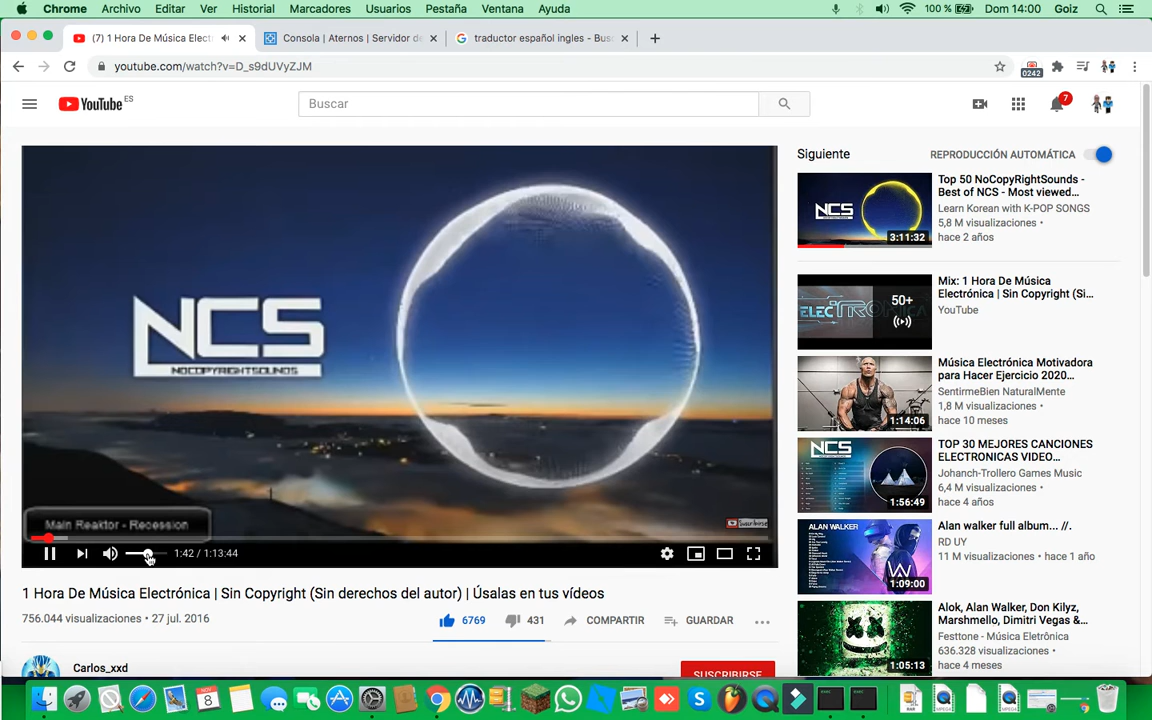 Chrome Archivo Editar Ver Historial Marcadores Usuarios Pestaña Ventana Ayuda 100 % Dom 14:00 Goiz
(7) 1 Hora De Música Elect Consola | Aternos | Servidor d traductor español ingles - Bus
youtube.com/watch?v=D_s9dUVyZJM 0242
YouTube ES Buscar 7
NCS
NOCOPYRIGHTSOUNDS
Main Reaktor - Recession
Suscribirse
1:42 / 1:13:44
1 Hora De Música Electrónica | Sin Copyright (Sin derechos del autor) | Úsalas en tus vídeos
756.044 visualizaciones • 27 jul. 2016 6769 431 COMPARTIR GUARDAR
Carlos_xxd SUSCRIBIRSE
Siguiente REPRODUCCIÓN AUTOMÁTICA
NCS
3:11:32
Top 50 NoCopyRightSounds -
Best of NCS - Most viewed...
Learn Korean with K-POP SONGS
5,8 M visualizaciones •
hace 2 años
50+
Mix: 1 Hora De Música
Electrónica | Sin Copyright (Si...
YouTube
1:14:06
Música Electrónica Motivadora
para Hacer Ejercicio 2020...
SentirmeBien NaturalMente
1,8 M visualizaciones •
hace 10 meses
NCS
1:56:49
TOP 30 MEJORES CANCIONES
ELECTRONICAS VIDEO...
Johanch-Trollero Games Music
6,4 M visualizaciones •
hace 4 años
ALAN WALKER
1:09:00
Alan walker full album... //.
RD UY
11 M visualizaciones • hace 1 año
1:05:13
Alok, Alan Walker, Don Kilyz,
Marshmello, Dimitri Vegas &...
Festtone - Música Eletrônica
636.328 visualizaciones •
hace 4 años
NOV 8